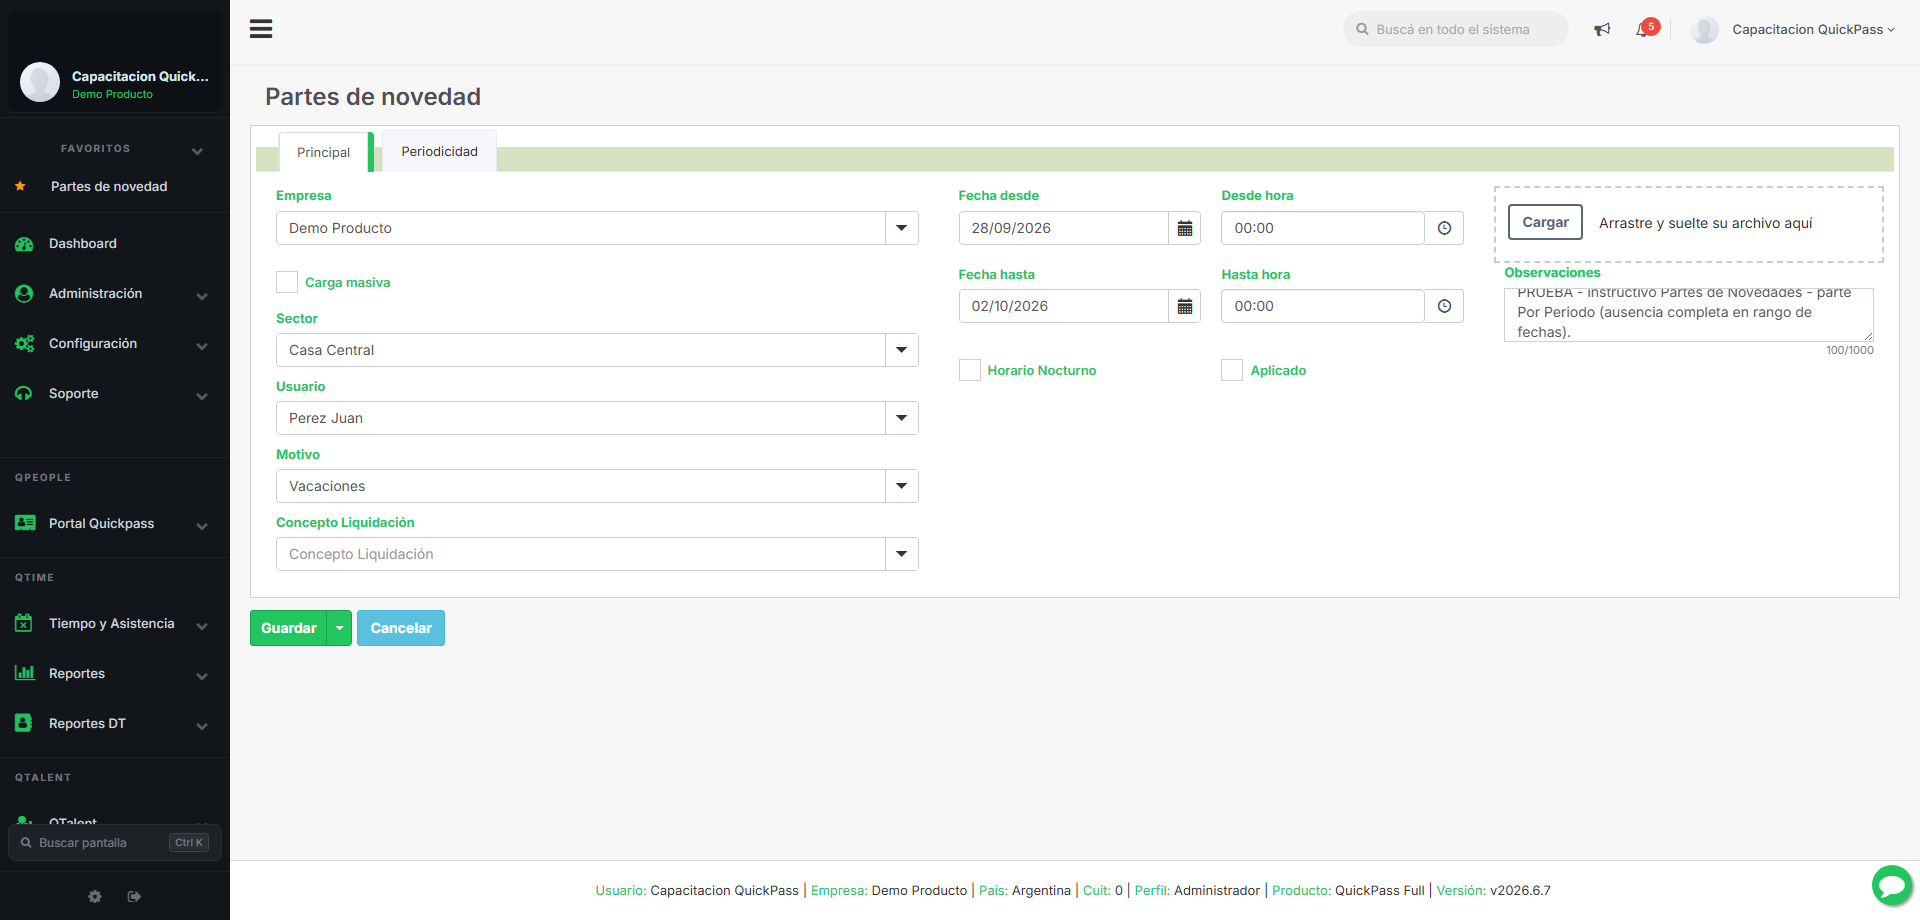 Capacitacion Quick...
Demo Producto
FAVORITOS
Partes de novedad
Dashboard
Administración
Configuración
Soporte
QPEOPLE
Portal Quickpass
QTIME
Tiempo y Asistencia
Reportes
Reportes DT
QTALENT
QTalent
Buscar pantalla
Ctrl K
Buscá en todo el sistema
5
Capacitacion QuickPass
Partes de novedad
Principal
Periodicidad
Empresa
Demo Producto
Carga masiva
Sector
Casa Central
Usuario
Perez Juan
Motivo
Vacaciones
Concepto Liquidación
Concepto Liquidación
Fecha desde
28/09/2026
Desde hora
00:00
Fecha hasta
02/10/2026
Hasta hora
00:00
Horario Nocturno
Aplicado
Cargar
Arrastre y suelte su archivo aquí
Observaciones
PRUEBA - instructivo Partes de Novedades - parte
Por Periodo (ausencia completa en rango de
fechas).
100/1000
Guardar
Cancelar
Usuario: Capacitacion QuickPass | Empresa: Demo Producto | País: Argentina | Cuit: 0 | Perfil: Administrador | Producto: QuickPass Full | Versión: v2026.6.7